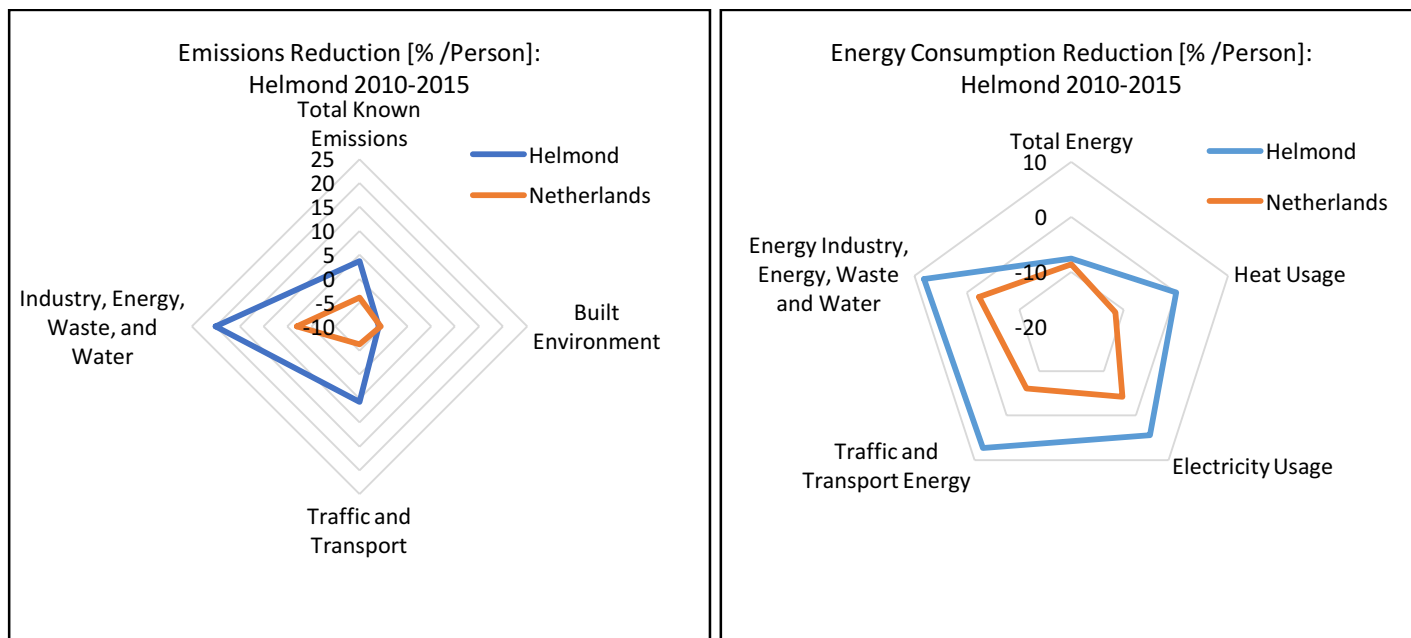 Emissions Reduction [% /Person]:
Helmond 2010-2015
Total Known
Emissions
25
20
15
10
5
0
-5
-10
Helmond
Netherlands
Industry, Energy,
Waste, and
Water
Built
Environment
Traffic and
Transport
Energy Consumption Reduction [% /Person]:
Helmond 2010-2015
Total Energy
10
0
-10
-20
Helmond
Netherlands
Energy Industry,
Energy, Waste
and Water
Heat Usage
Traffic and
Transport Energy
Electricity Usage